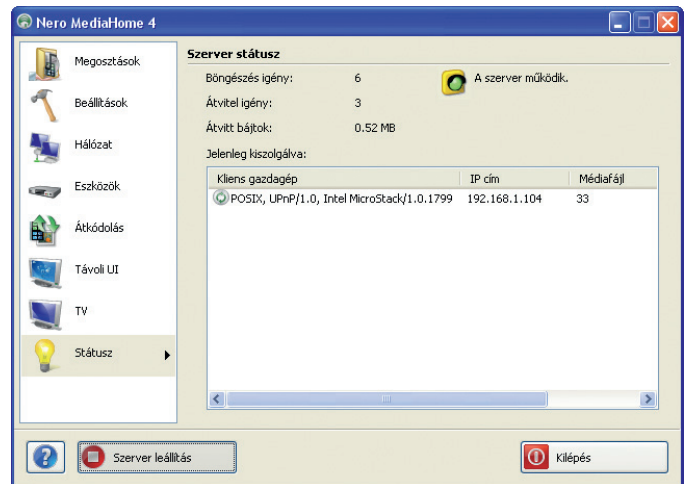 Nero MediaHome 4
Megosztások
Beállítások
Hálózat
Eszközök
Átkódolás
Távoli UI
TV
Státusz
Szerver státusz
Böngészés igény: 6
A szerver működik.
Átvitel igény: 3
Átvitt bájtok: 0.52 MB
Jelenleg kiszolgálva:
Kliens gazdagép IP cím Médiafájl
POSIX, UPnP/1.0, Intel MicroStack/1.0.1799 192.168.1.104 33
Szerver leállítás
Kilépés